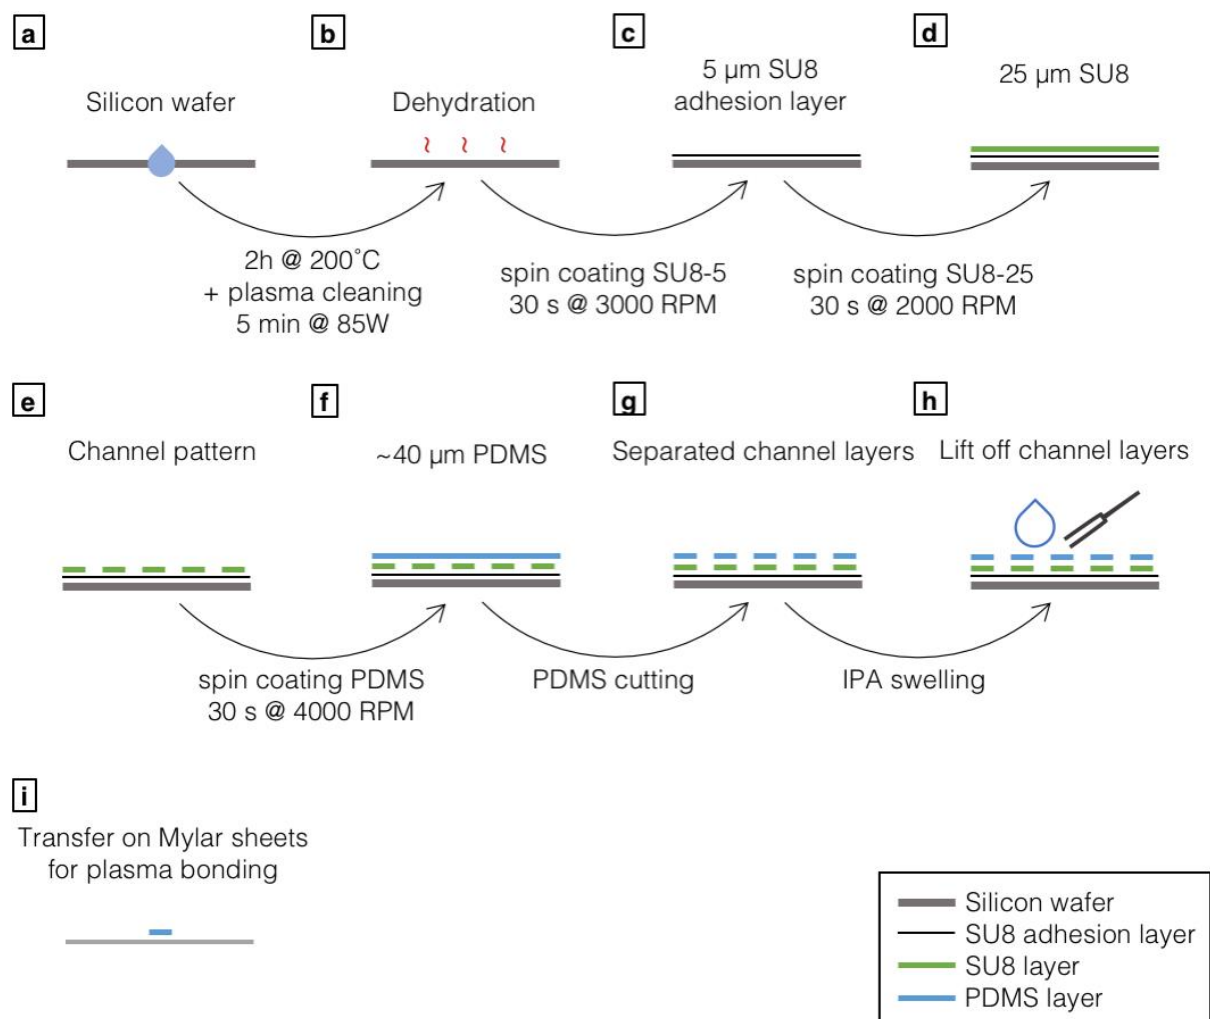 a
Silicon wafer
2h @ 200˚C
+ plasma cleaning
5 min @ 85W
b
Dehydration
spin coating SU8-5
30 s @ 3000 RPM
c
5 µm SU8
adhesion layer
spin coating SU8-25
30 s @ 2000 RPM
d
25 µm SU8
e
Channel pattern
spin coating PDMS
30 s @ 4000 RPM
f
~40 µm PDMS
PDMS cutting
g
Separated channel layers
IPA swelling
h
Lift off channel layers
i
Transfer on Mylar sheets
for plasma bonding
Silicon wafer
SU8 adhesion layer
SU8 layer
PDMS layer